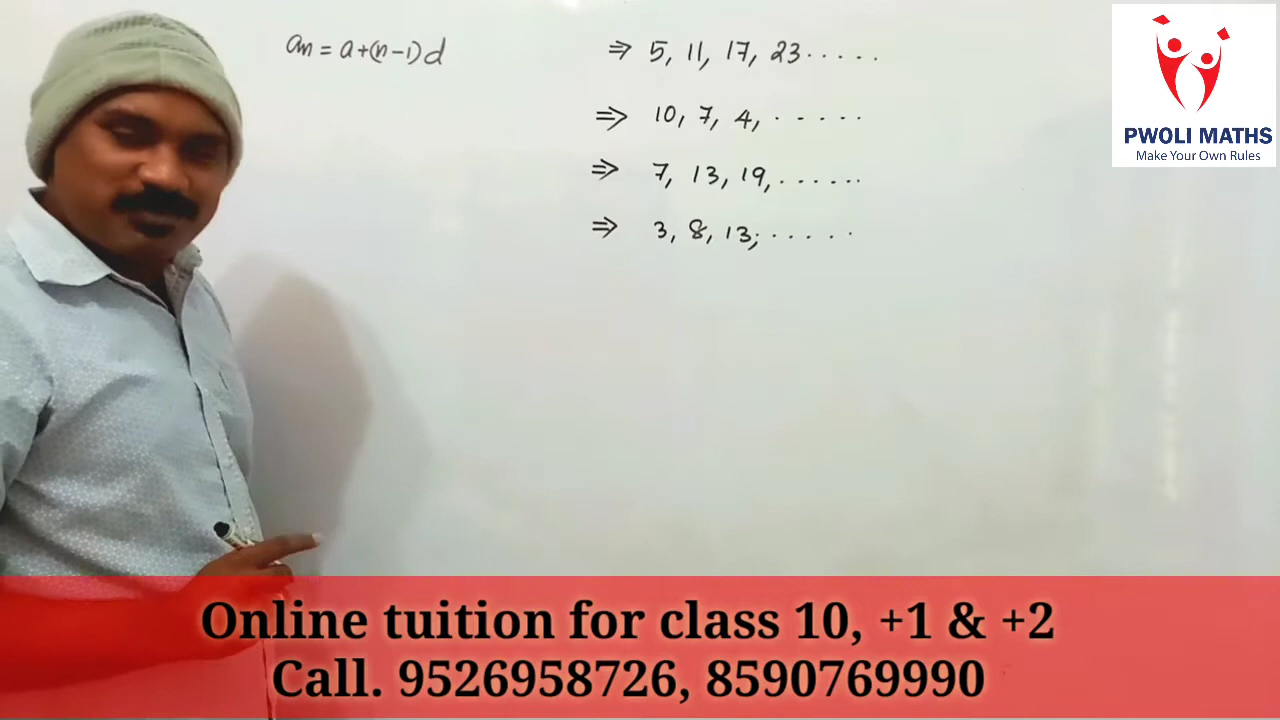 an = a+(n-1)d
⇒ 5, 11, 17, 23.....
⇒ 10, 7, 4, .....
⇒ 7, 13, 19, ......
⇒ 3, 8, 13, .....
PWOLI MATHS
Make Your Own Rules
Online tuition for class 10, +1 & +2
Call. 9526958726, 8590769990